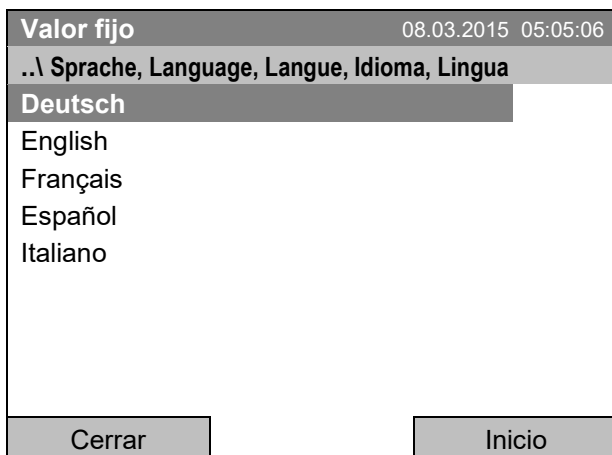 Valor fijo 08.03.2015 05:05:06
..\ Sprache, Language, Langue, Idioma, Lingua
Deutsch
English
Français
Español
Italiano
Cerrar Inicio